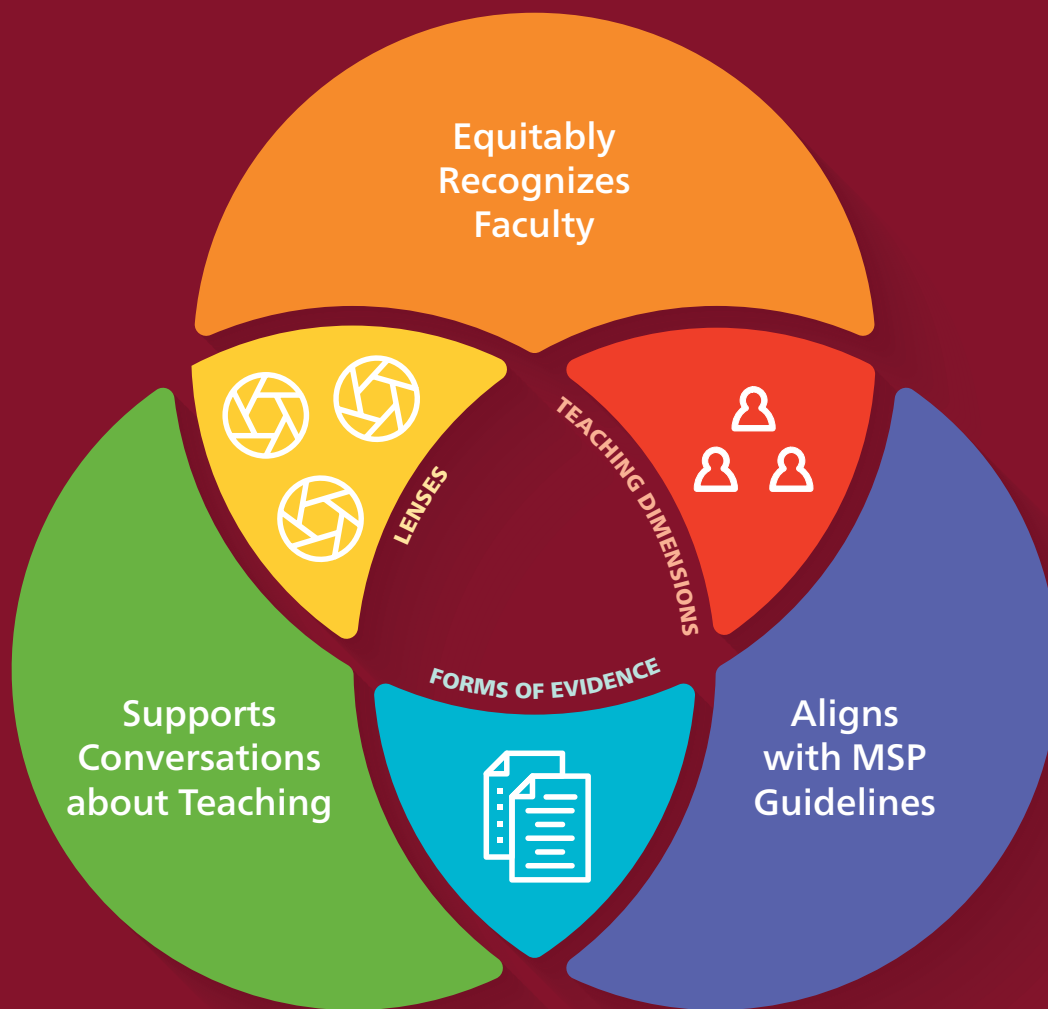 Equitably
Recognizes
Faculty
LENSES
TEACHING DIMENSIONS
FORMS OF EVIDENCE
Supports
Conversations
about Teaching
Aligns
with MSP
Guidelines